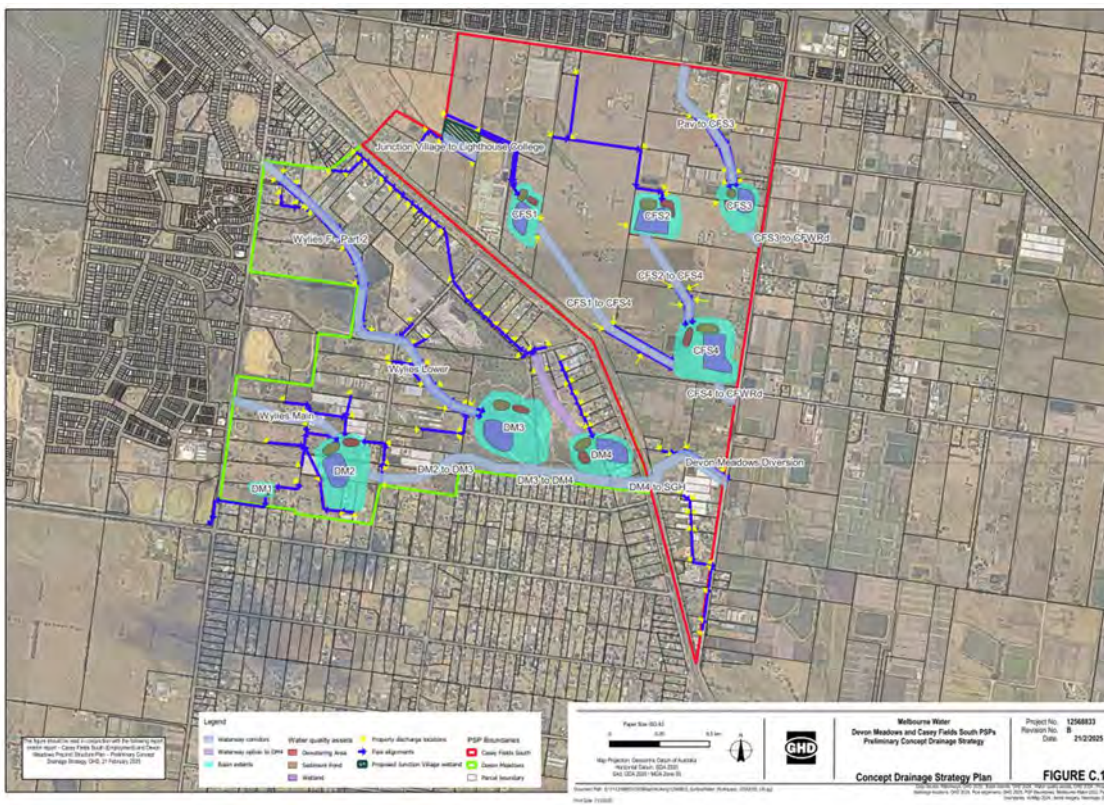 Junction Village to Lighthouse College
Pav to CFS3
CFS1
CFS2
CFS3
CFS3 to CFWRd
Wylies F - Part 2
CFS2 to CFS4
CFS1 to CFS4
CFS4
CFS4 to CFWRd
Wylies Lower
Wylies Main
DM3
DM4
DM2
DM2 to DM3
DM3 to DM4
DM4 to SGH
Devon Meadows Diversion
DM1
Legend
Waterway corridors
Waterway option to DM4
Basin extents
Water quality assets
Dewatering Area
Sediment Pond
Wetland
Property discharge locations
Pipe alignments
Proposed Junction Village wetland
PSP Boundaries
Casey Fields South
Devon Meadows
Parcel boundary
Paper Size ISO A3
GHD
Melbourne Water
Devon Meadows and Casey Fields South PSPs
Preliminary Concept Drainage Strategy
Concept Drainage Strategy Plan
Project No. 12568833
Revision No. B
Date. 21/2/2025
FIGURE C.1